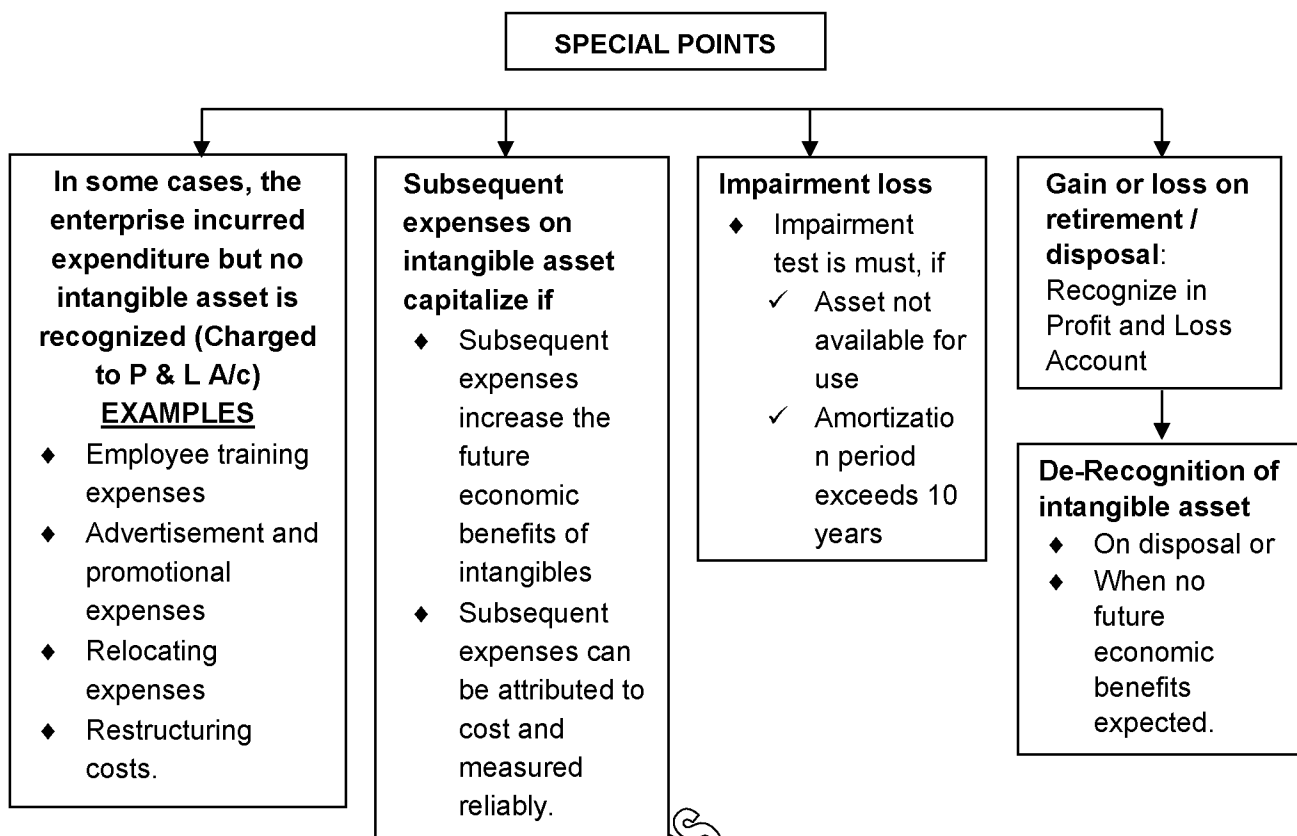 SPECIAL POINTS
In some cases, the
enterprise incurred
expenditure but no
intangible asset is
recognized (Charged
to P & L A/c)
EXAMPLES
♦ Employee training
expenses
♦ Advertisement and
promotional
expenses
♦ Relocating
expenses
♦ Restructuring
costs.
Subsequent
expenses on
intangible asset
capitalize if
♦ Subsequent
expenses
increase the
future
economic
benefits of
intangibles
♦ Subsequent
expenses can
be attributed to
cost and
measured
reliably.
Impairment loss
♦ Impairment
test is must, if
✓ Asset not
available for
use
✓ Amortizatio
n period
exceeds 10
years
Gain or loss on
retirement /
disposal:
Recognize in
Profit and Loss
Account
De-Recognition of
intangible asset
♦ On disposal or
♦ When no
future
economic
benefits
expected.